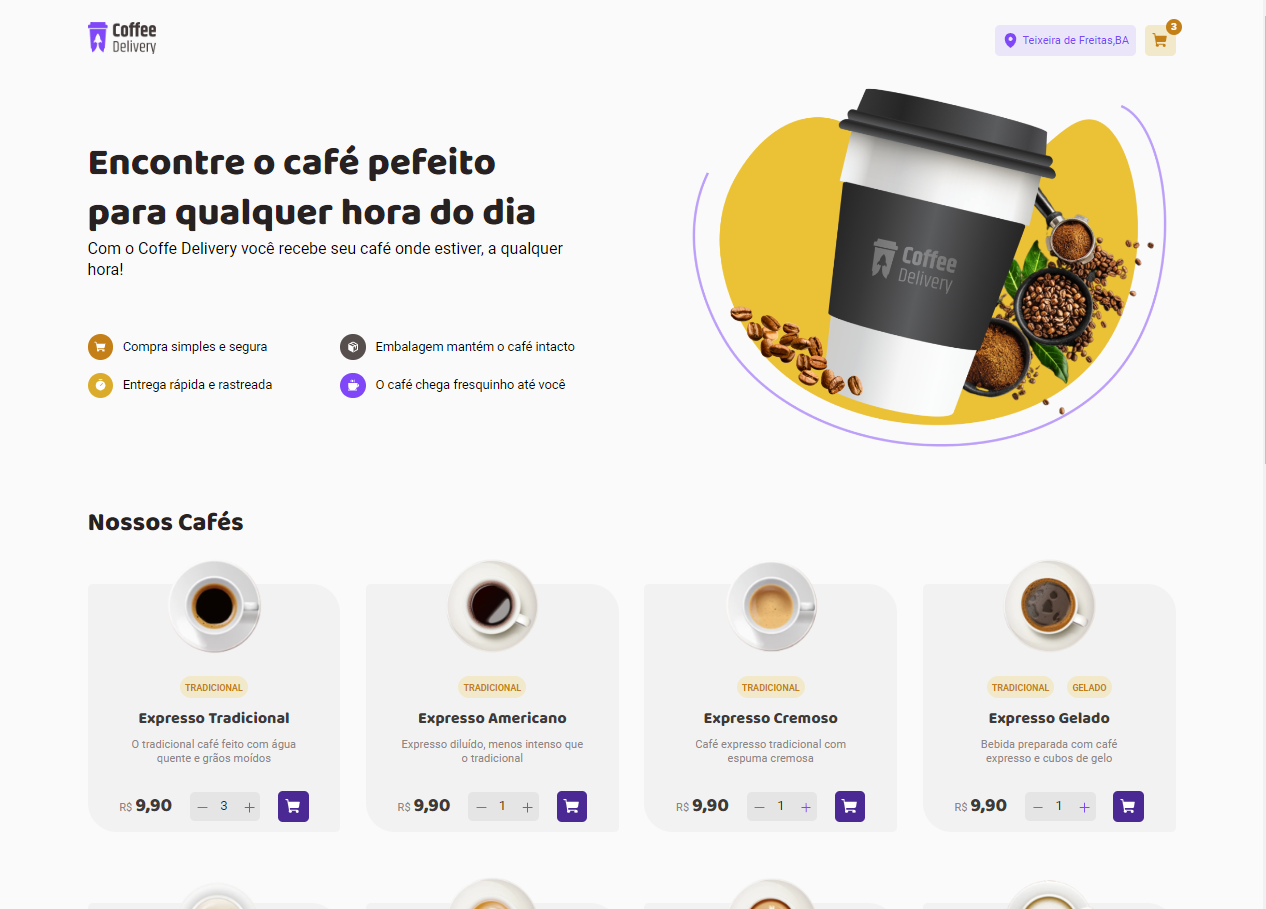 Coffee
Delivery
Teixeira de Freitas,BA
3
Encontre o café pefeito
para qualquer hora do dia
Com o Coffe Delivery você recebe seu café onde estiver, a qualquer
hora!
Coffee
Delivery
Compra simples e segura
Embalagem mantém o café intacto
Entrega rápida e rastreada
O café chega fresquinho até você
Nossos Cafés
TRADICIONAL
Expresso Tradicional
O tradicional café feito com água
quente e grãos moídos
R$ 9,90
— 3 +
TRADICIONAL
Expresso Americano
Expresso diluído, menos intenso que
o tradicional
R$ 9,90
— 1 +
TRADICIONAL
Expresso Cremoso
Café expresso tradicional com
espuma cremosa
R$ 9,90
— 1 +
TRADICIONAL GELADO
Expresso Gelado
Bebida preparada com café
expresso e cubos de gelo
R$ 9,90
— 1 +